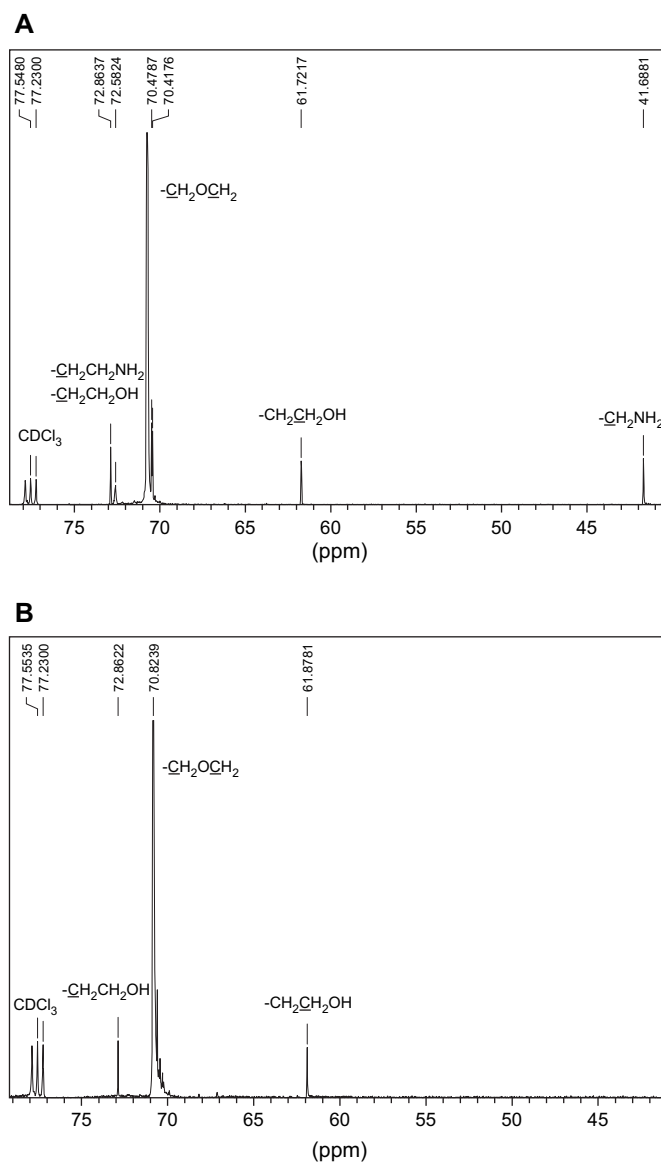 A
77.5480
77.2300
72.8637
72.5824
70.4787
70.4176
61.7217
41.6881
-CH₂OCH₂
-CH₂CH₂NH₂
-CH₂CH₂OH
CDCl₃
-CH₂CH₂OH
-CH₂NH₂
75 70 65 60 55 50 45
(ppm)
B
77.5535
77.2300
72.8622
70.8239
61.8781
-CH₂OCH₂
-CH₂CH₂OH
CDCl₃
-CH₂CH₂OH
75 70 65 60 55 50 45
(ppm)